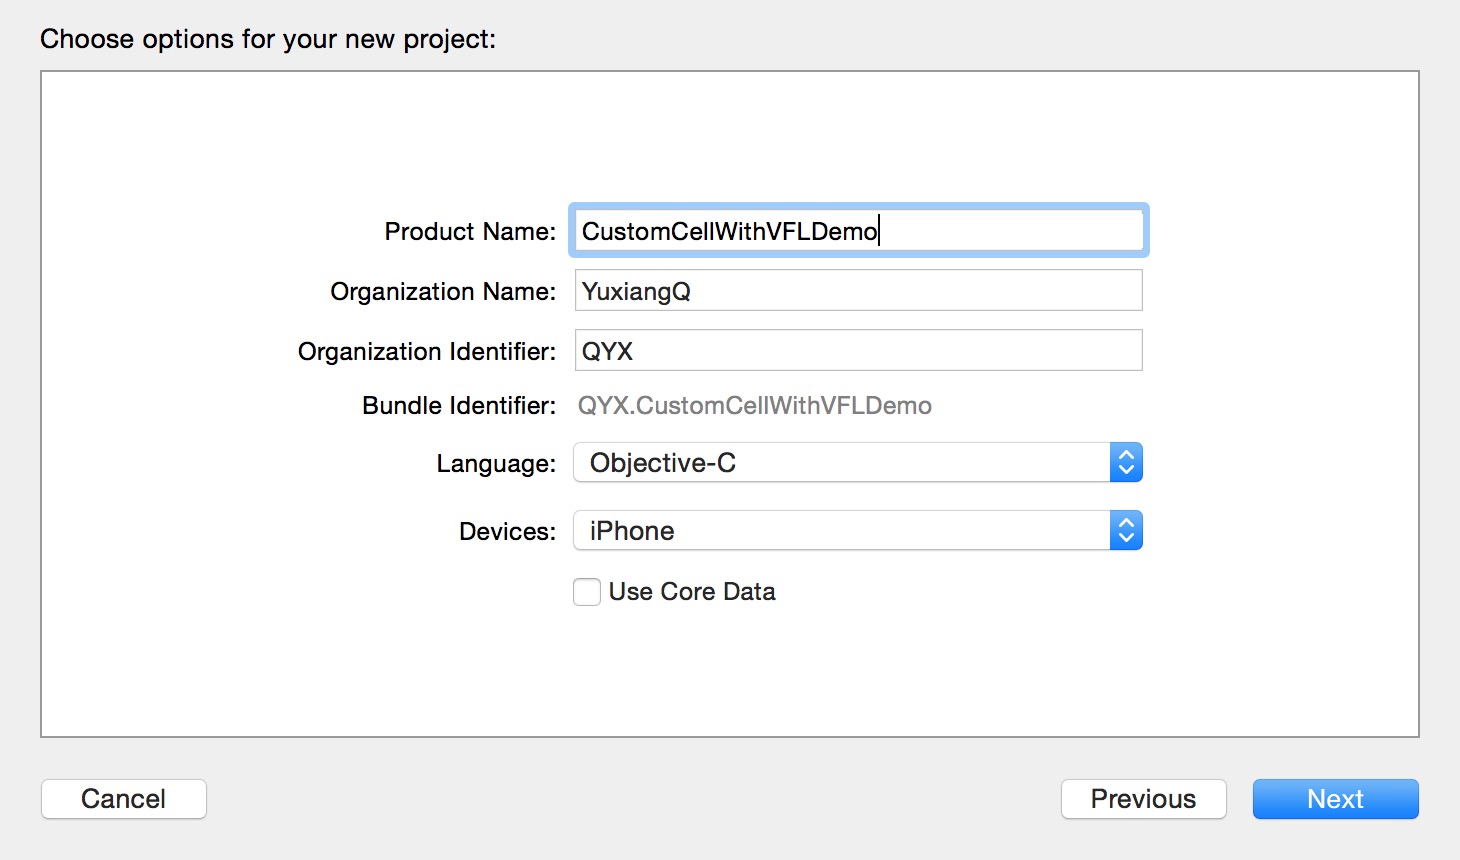 Choose options for your new project:
Product Name: CustomCellWithVFLDemo
Organization Name: YuxiangQ
Organization Identifier: QYX
Bundle Identifier: QYX.CustomCellWithVFLDemo
Language: Objective-C
Devices: iPhone
Use Core Data
Cancel Previous Next